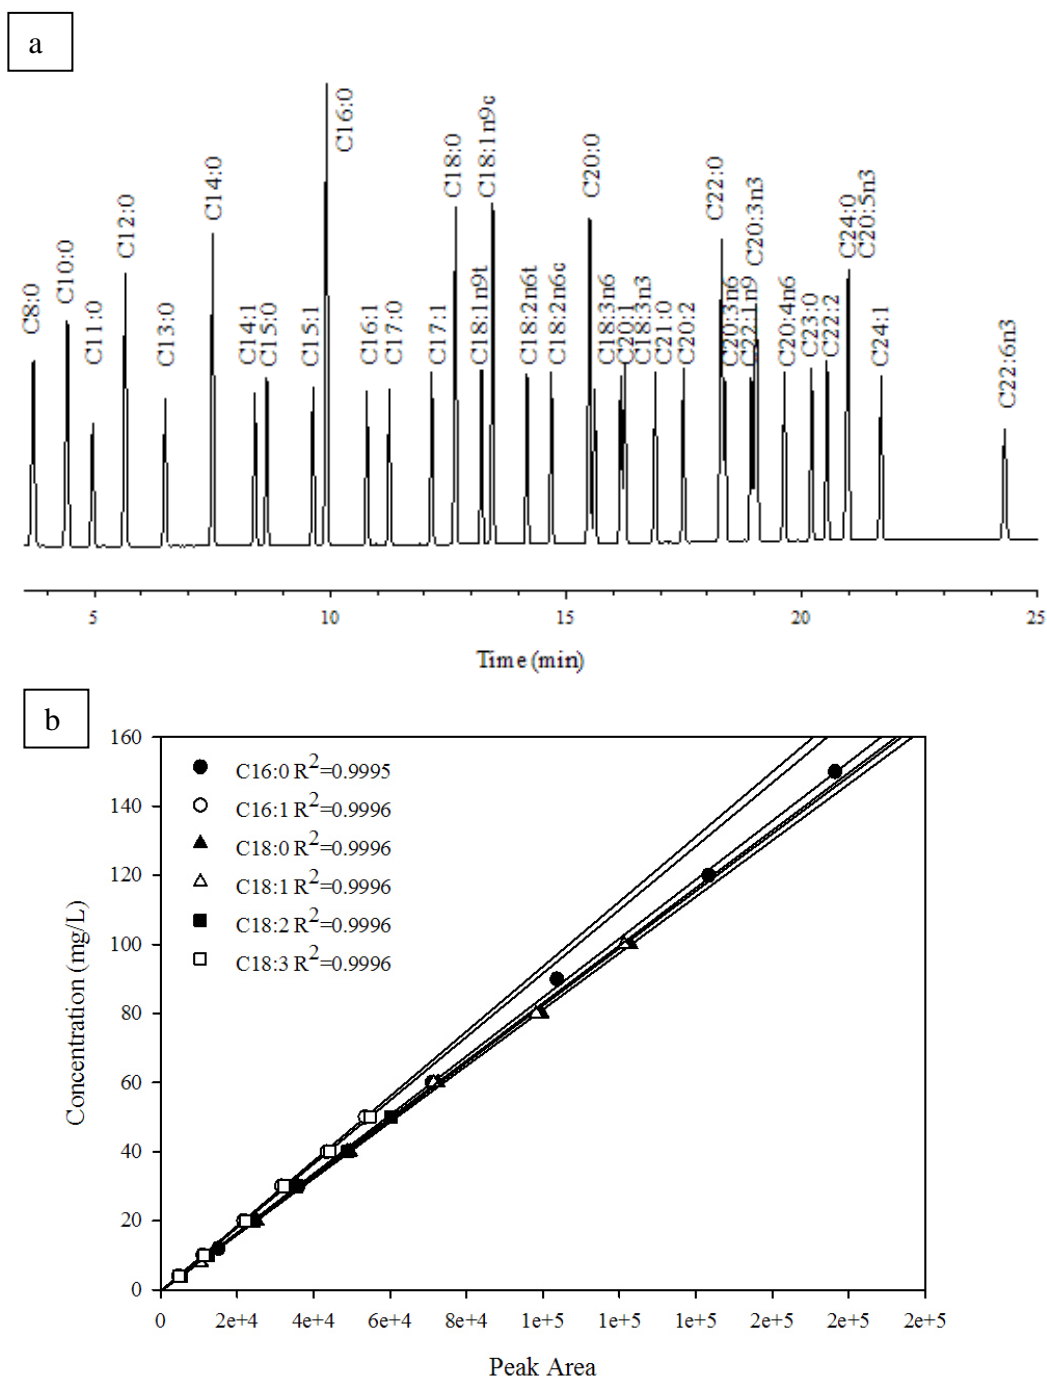 a
C8:0
C10:0
C11:0
C12:0
C13:0
C14:0
C14:1
C15:0
C15:1
C16:0
C16:1
C17:0
C17:1
C18:0
C18:1n9t
C18:1n9c
C18:2n6t
C18:2n6c
C20:0
C18:3n6
C20:1
C18:3n3
C21:0
C20:2
C22:0
C20:3n6
C22:1n9
C20:3n3
C20:4n6
C23:0
C22:2
C24:0
C20:5n3
C24:1
C22:6n3
5 10 15 20 25
Time (min)
b
160
140
120
100
80
60
40
20
0
Concentration (mg/L)
C16:0 R2=0.9995
C16:1 R2=0.9996
C18:0 R2=0.9996
C18:1 R2=0.9996
C18:2 R2=0.9996
C18:3 R2=0.9996
0 2e+4 4e+4 6e+4 8e+4 1e+5 1e+5 1e+5 2e+5 2e+5 2e+5
Peak Area